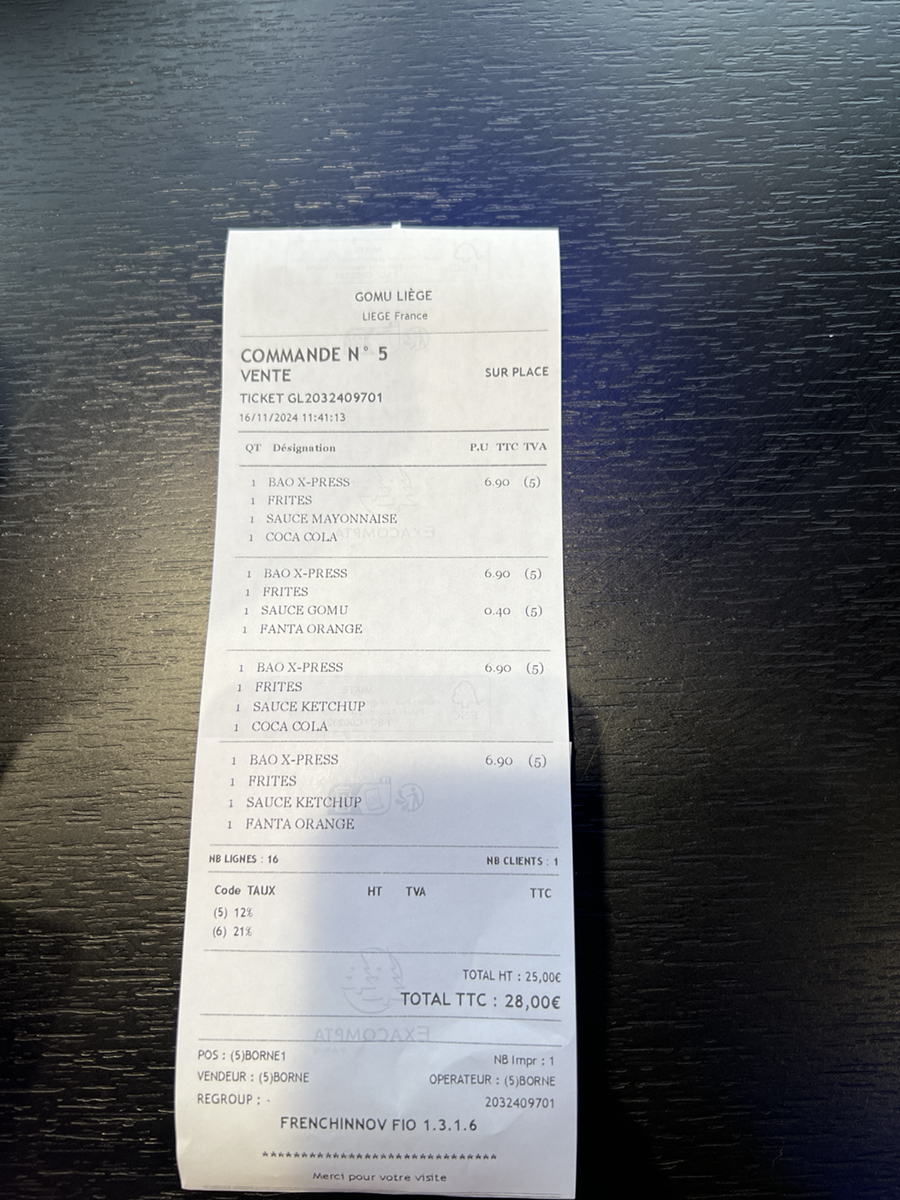 GOMU LIÈGE
LIEGE France
COMMANDE N° 5
VENTE SUR PLACE
TICKET GL2032409701
16/11/2024 11:41:13
QT Désignation P.U TTC TVA
1 BAO X-PRESS 6.90 (5)
1 FRITES
1 SAUCE MAYONNAISE
1 COCA COLA
1 BAO X-PRESS 6.90 (5)
1 FRITES
1 SAUCE GOMU 0.40 (5)
1 FANTA ORANGE
1 BAO X-PRESS 6.90 (5)
1 FRITES
1 SAUCE KETCHUP
1 COCA COLA
1 BAO X-PRESS 6.90 (5)
1 FRITES
1 SAUCE KETCHUP
1 FANTA ORANGE
NB LIGNES : 16 NB CLIENTS : 1
Code TAUX HT TVA TTC
(5) 12%
(6) 21%
TOTAL HT : 25,00€
TOTAL TTC : 28,00€
EXACOMPTA
POS : (5)BORNE1 NB Impr : 1
VENDEUR : (5)BORNE OPERATEUR : (5)BORNE
REGROUP : - 2032409701
FRENCHINNOV FIO 1.3.1.6
****************************
Merci pour votre visite